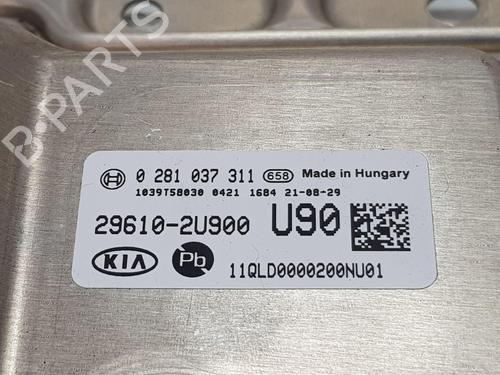 B-PARTS
0 281 037 311 658 Made in Hungary
1039T58030 0421 1684 21-08-29
29610-2U900 U90
KIA Pb 11QLD0000200NU01